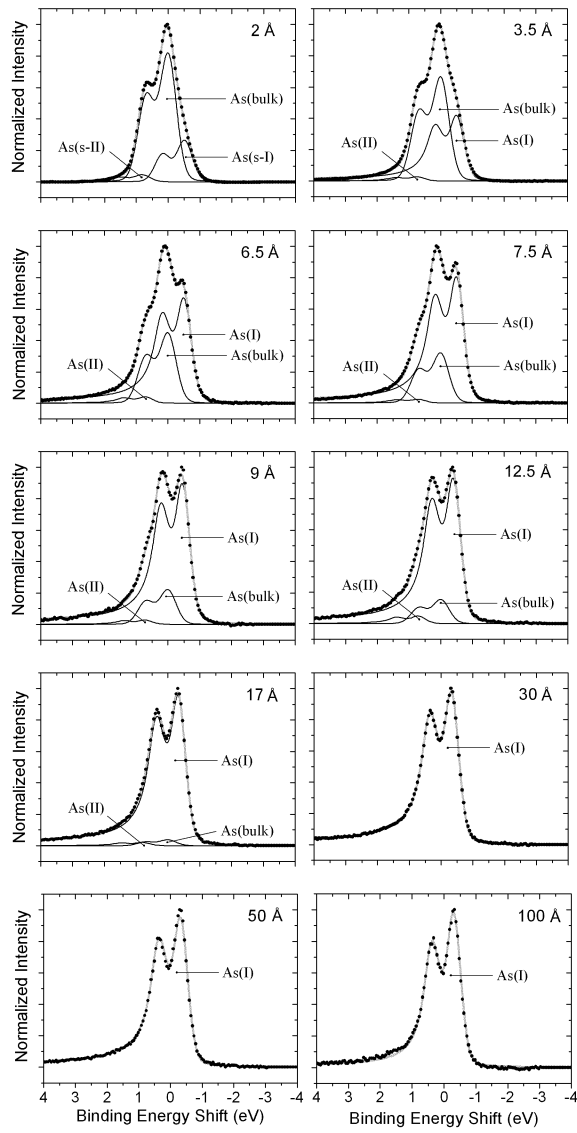 Normalized Intensity
2 Å
As(bulk)
As(s-II)
As(s-I)
3.5 Å
As(bulk)
As(I)
As(II)
Normalized Intensity
6.5 Å
As(I)
As(bulk)
As(II)
7.5 Å
As(I)
As(II)
As(bulk)
Normalized Intensity
9 Å
As(I)
As(II)
As(bulk)
12.5 Å
As(I)
As(II)
As(bulk)
Normalized Intensity
17 Å
As(I)
As(II)
As(bulk)
30 Å
As(I)
Normalized Intensity
50 Å
As(I)
100 Å
As(I)
4 3 2 1 0 -1 -2 -3 -4
4 3 2 1 0 -1 -2 -3 -4
Binding Energy Shift (eV)
Binding Energy Shift (eV)